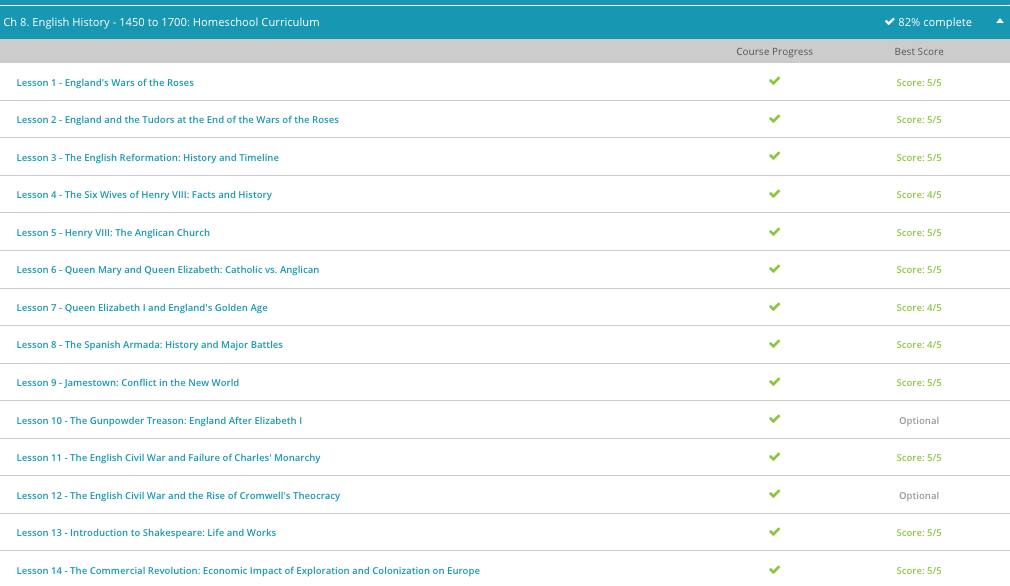 Ch 8. English History - 1450 to 1700: Homeschool Curriculum 82% complete
Course Progress Best Score
Lesson 1 - England's Wars of the Roses Score: 5/5
Lesson 2 - England and the Tudors at the End of the Wars of the Roses Score: 5/5
Lesson 3 - The English Reformation: History and Timeline Score: 5/5
Lesson 4 - The Six Wives of Henry VIII: Facts and History Score: 4/5
Lesson 5 - Henry VIII: The Anglican Church Score: 5/5
Lesson 6 - Queen Mary and Queen Elizabeth: Catholic vs. Anglican Score: 5/5
Lesson 7 - Queen Elizabeth I and England's Golden Age Score: 4/5
Lesson 8 - The Spanish Armada: History and Major Battles Score: 4/5
Lesson 9 - Jamestown: Conflict in the New World Score: 5/5
Lesson 10 - The Gunpowder Treason: England After Elizabeth I Optional
Lesson 11 - The English Civil War and Failure of Charles' Monarchy Score: 5/5
Lesson 12 - The English Civil War and the Rise of Cromwell's Theocracy Optional
Lesson 13 - Introduction to Shakespeare: Life and Works Score: 5/5
Lesson 14 - The Commercial Revolution: Economic Impact of Exploration and Colonization on Europe Score: 5/5